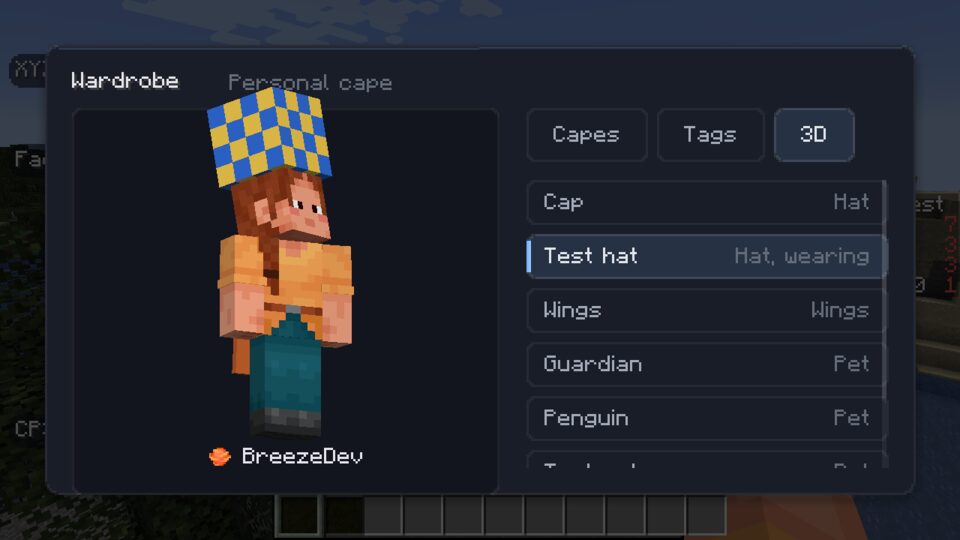 Wardrobe
Personal cape
Capes
Tags
3D
Cap
Hat
Test hat
Hat, wearing
Wings
Wings
Guardian
Pet
Penguin
Pet
BreezeDev